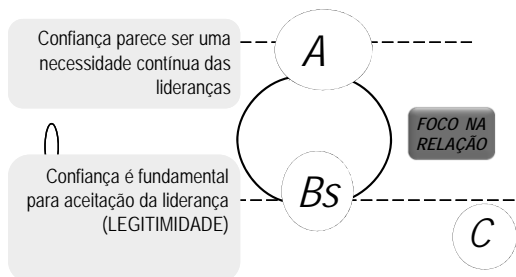 Confiança parece ser uma
necessidade contínua das
lideranças
A
FOCO NA
RELAÇÃO
Confiança é fundamental
para aceitação da liderança
(LEGITIMIDADE)
Bs
C